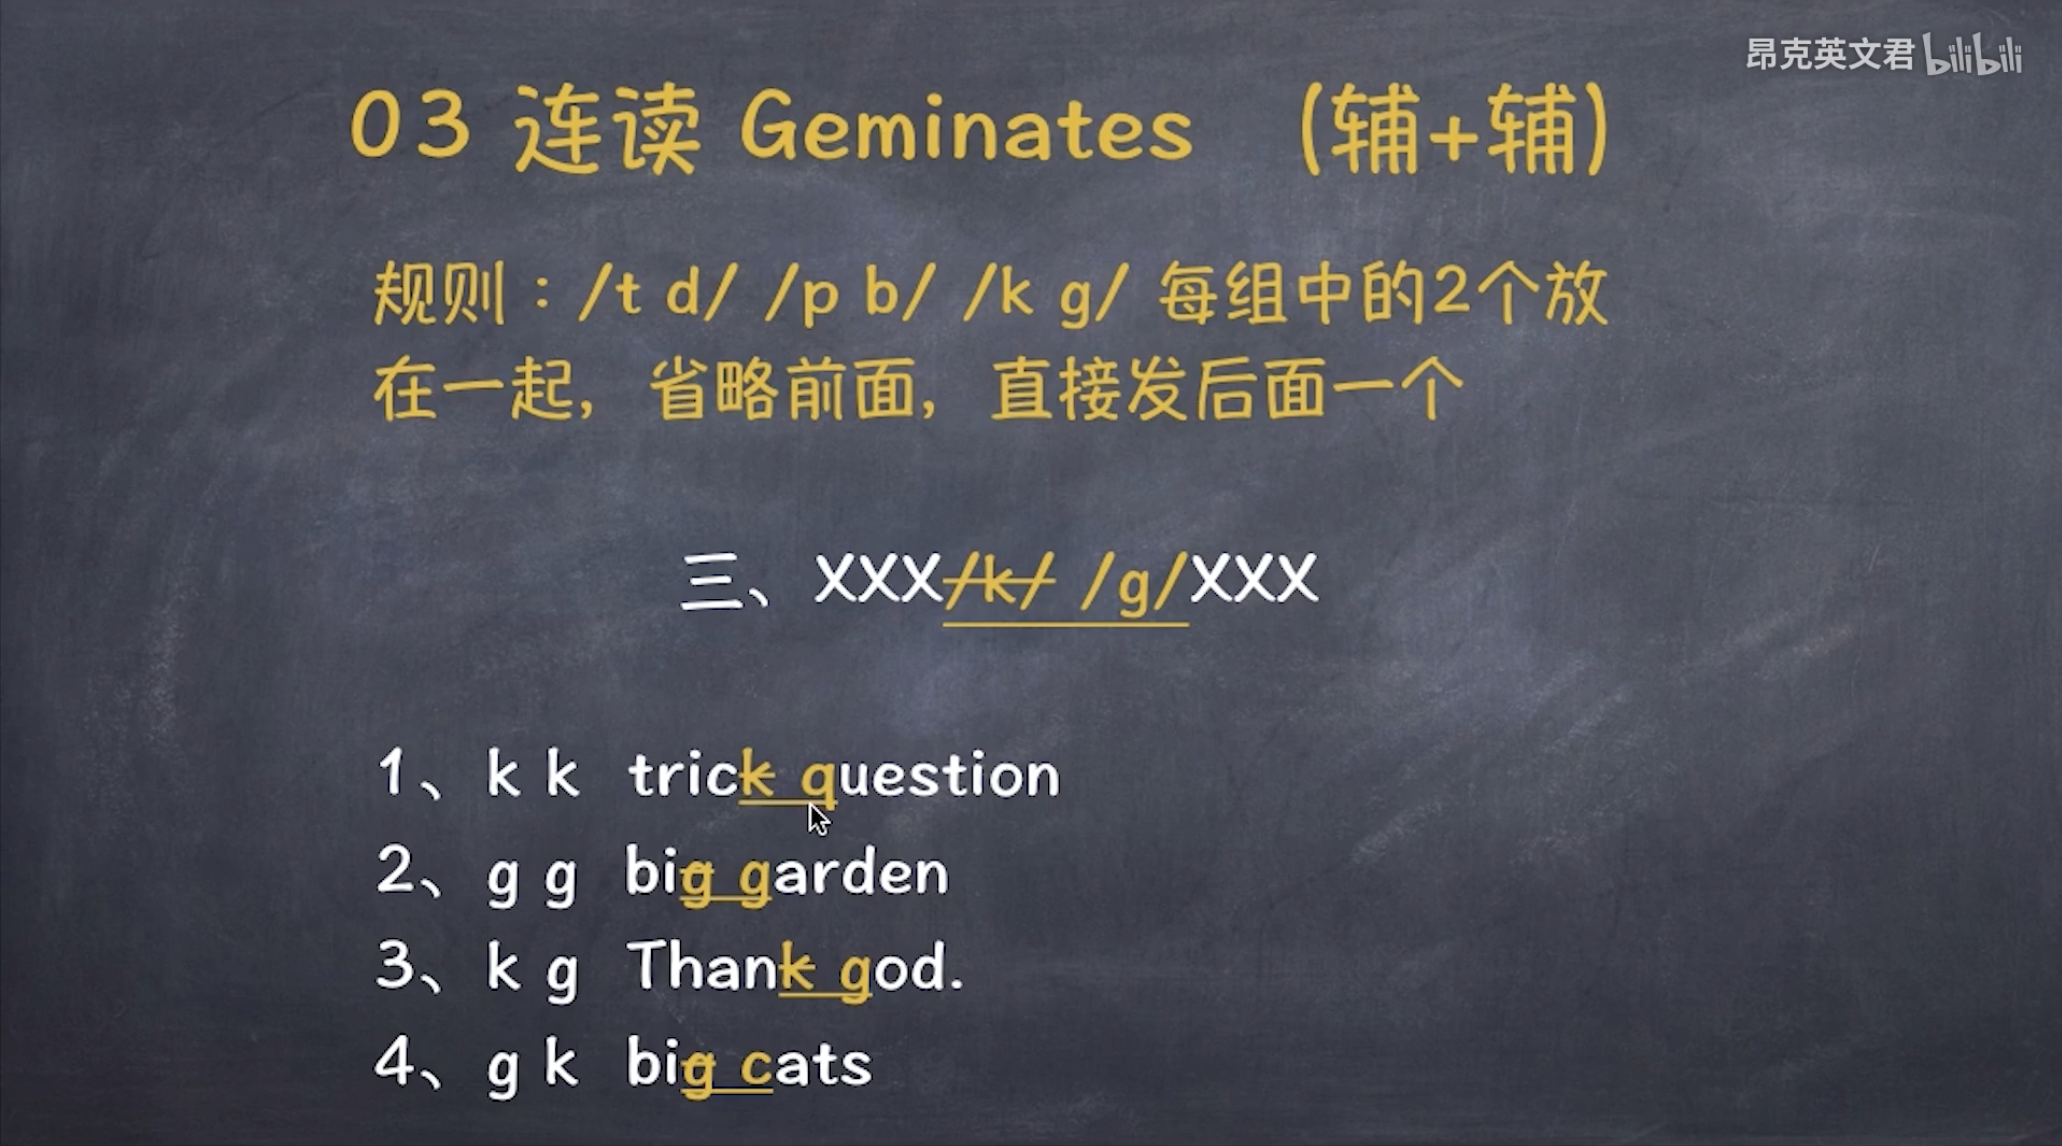 昂克英文君 bilibili
03 连读 Geminates （辅+辅）
规则：/t d/ /p b/ /k g/ 每组中的2个放
在一起，省略前面，直接发后面一个
三、XXX/k/ /g/XXX
1、k k trick question
2、g g big garden
3、k g Thank god.
4、g k big cats